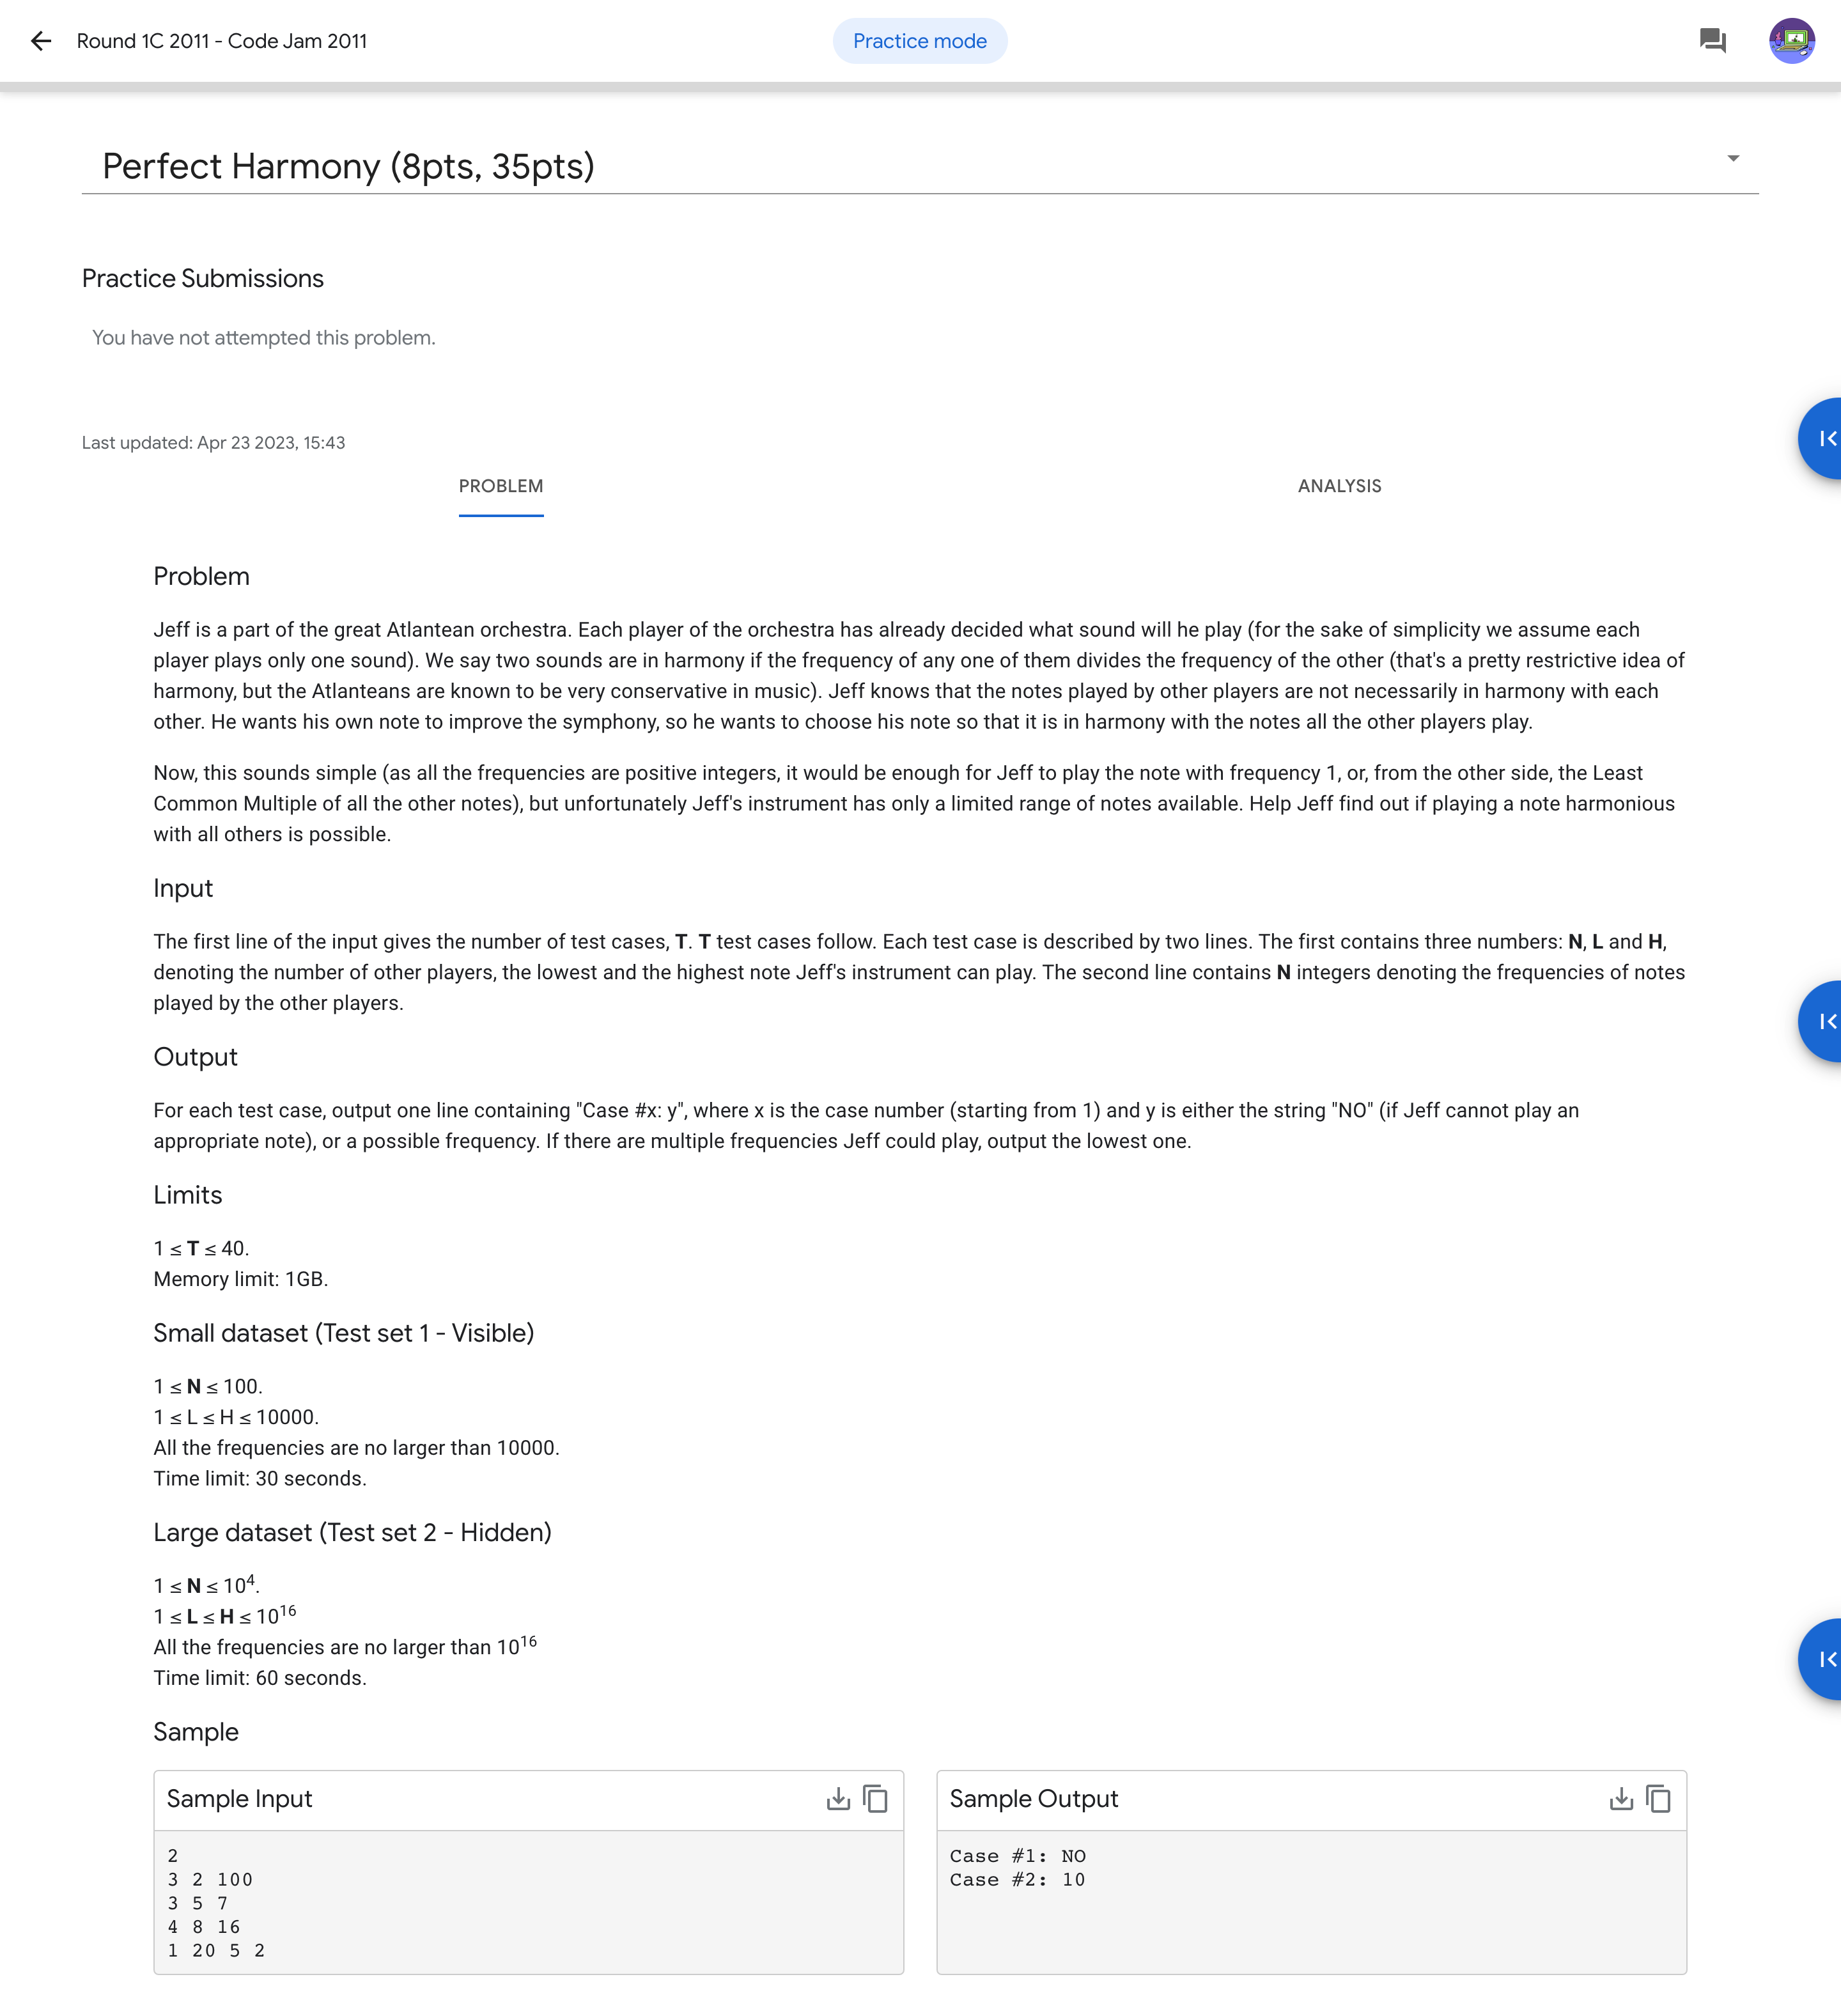 Round 1C 2011 - Code Jam 2011
Practice mode
Perfect Harmony (8pts, 35pts)
Practice Submissions
You have not attempted this problem.
Last updated: Apr 23 2023, 15:43
PROBLEM
ANALYSIS
Problem
Jeff is a part of the great Atlantean orchestra. Each player of the orchestra has already decided what sound will he play (for the sake of simplicity we assume each
player plays only one sound). We say two sounds are in harmony if the frequency of any one of them divides the frequency of the other (that's a pretty restrictive idea of
harmony, but the Atlanteans are known to be very conservative in music). Jeff knows that the notes played by other players are not necessarily in harmony with each
other. He wants his own note to improve the symphony, so he wants to choose his note so that it is in harmony with the notes all the other players play.
Now, this sounds simple (as all the frequencies are positive integers, it would be enough for Jeff to play the note with frequency 1, or, from the other side, the Least
Common Multiple of all the other notes), but unfortunately Jeff's instrument has only a limited range of notes available. Help Jeff find out if playing a note harmonious
with all others is possible.
Input
The first line of the input gives the number of test cases, T. T test cases follow. Each test case is described by two lines. The first contains three numbers: N, L and H,
denoting the number of other players, the lowest and the highest note Jeff's instrument can play. The second line contains N integers denoting the frequencies of notes
played by the other players.
Output
For each test case, output one line containing "Case #x: y", where x is the case number (starting from 1) and y is either the string "NO" (if Jeff cannot play an
appropriate note), or a possible frequency. If there are multiple frequencies Jeff could play, output the lowest one.
Limits
1 ≤ T ≤ 40.
Memory limit: 1GB.
Small dataset (Test set 1 - Visible)
1 ≤ N ≤ 100.
1 ≤ L ≤ H ≤ 10000.
All the frequencies are no larger than 10000.
Time limit: 30 seconds.
Large dataset (Test set 2 - Hidden)
1 ≤ N ≤ 10⁴.
1 ≤ L ≤ H ≤ 10¹⁶
All the frequencies are no larger than 10¹⁶
Time limit: 60 seconds.
Sample
Sample Input
2
3 2 100
3 5 7
4 8 16
1 20 5 2
Sample Output
Case #1: NO
Case #2: 10